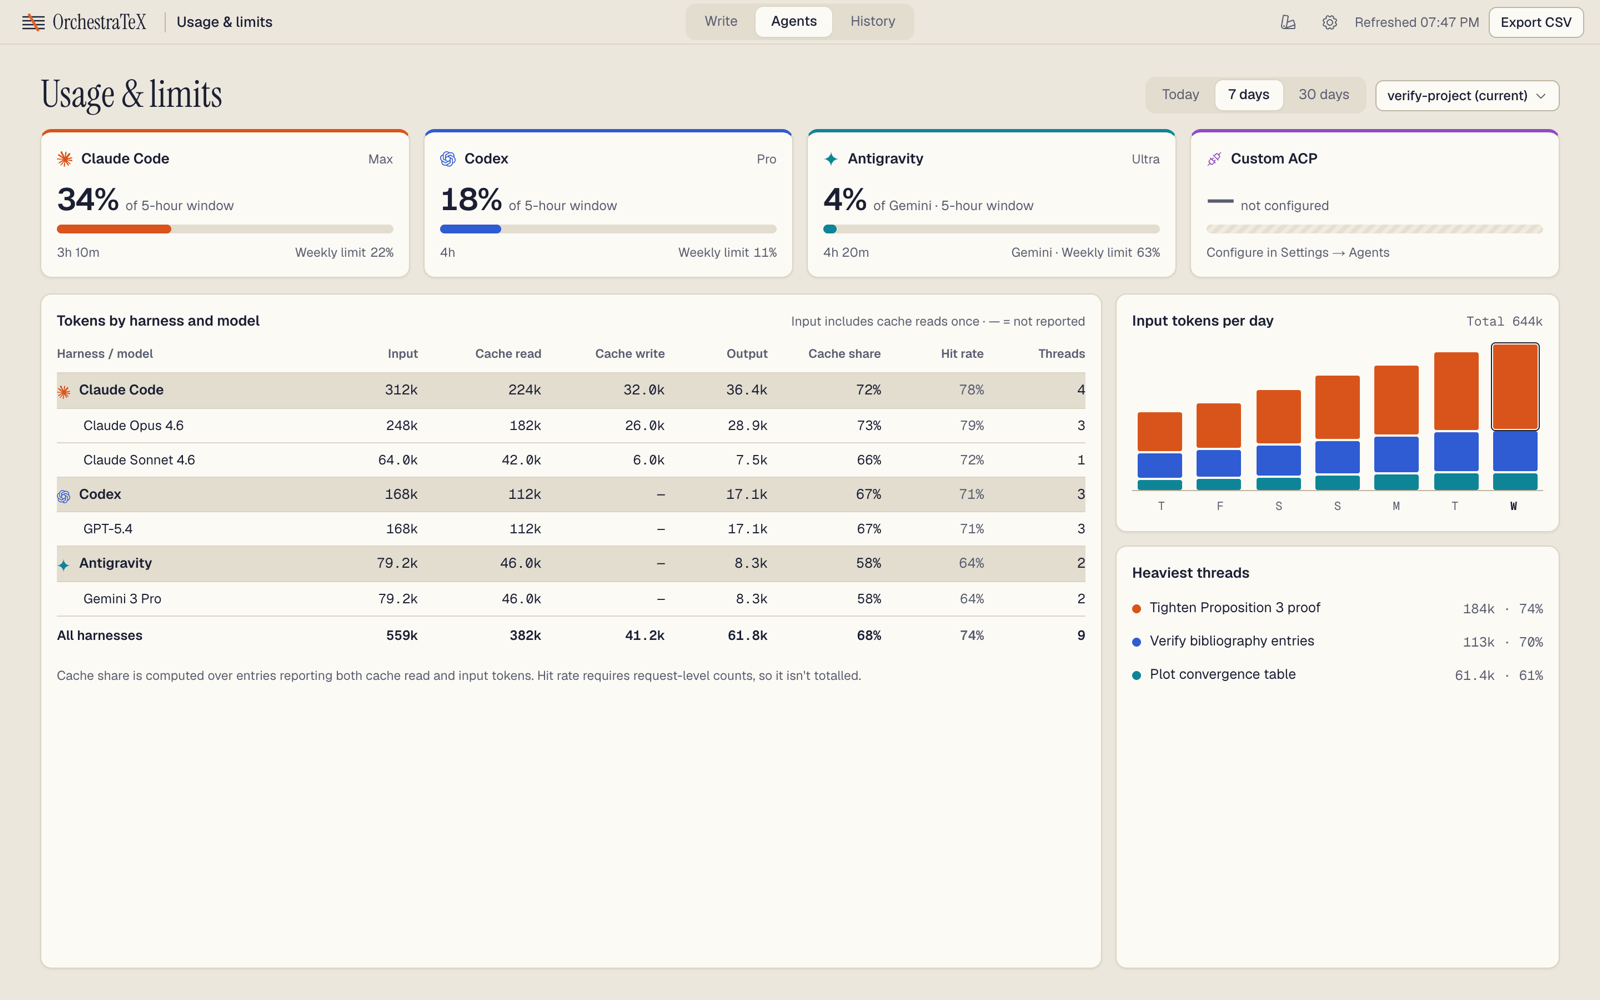 OrchestraTeX Usage & limits Write Agents History Refreshed 07:47 PM Export CSV
Usage & limits Today 7 days 30 days verify-project (current)
Claude Code Max
34% of 5-hour window
3h 10m Weekly limit 22%
Codex Pro
18% of 5-hour window
4h Weekly limit 11%
Antigravity Ultra
4% of Gemini · 5-hour window
4h 20m Gemini · Weekly limit 63%
Custom ACP
— not configured
Configure in Settings → Agents
Tokens by harness and model Input includes cache reads once · — = not reported
Harness / model Input Cache read Cache write Output Cache share Hit rate Threads
Claude Code 312k 224k 32.0k 36.4k 72% 78% 4
Claude Opus 4.6 248k 182k 26.0k 28.9k 73% 79% 3
Claude Sonnet 4.6 64.0k 42.0k 6.0k 7.5k 66% 72% 1
Codex 168k 112k — 17.1k 67% 71% 3
GPT-5.4 168k 112k — 17.1k 67% 71% 3
Antigravity 79.2k 46.0k — 8.3k 58% 64% 2
Gemini 3 Pro 79.2k 46.0k — 8.3k 58% 64% 2
All harnesses 559k 382k 41.2k 61.8k 68% 74% 9
Cache share is computed over entries reporting both cache read and input tokens. Hit rate requires request-level counts, so it isn't totalled.
Input tokens per day Total 644k
T F S S M T W
Heaviest threads
Tighten Proposition 3 proof 184k · 74%
Verify bibliography entries 113k · 70%
Plot convergence table 61.4k · 61%